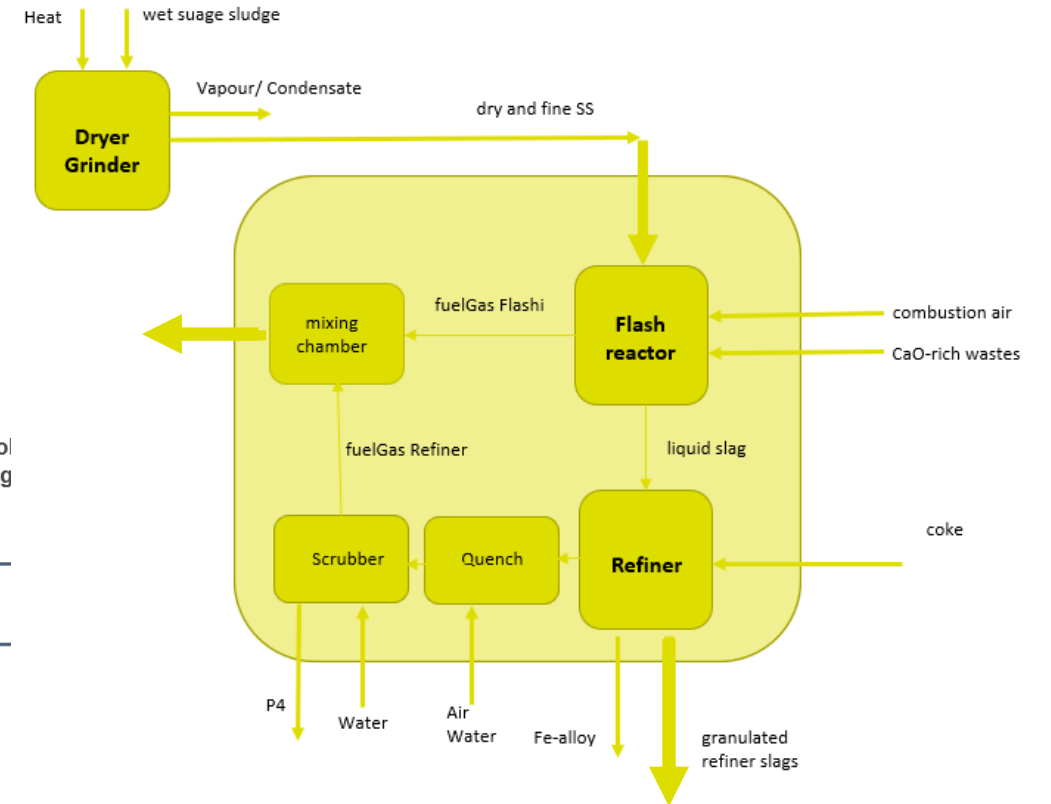 Heat
wet suage sludge
Vapour/ Condensate
dry and fine SS
Dryer
Grinder
fuelGas Flashi
mixing
chamber
Flash
reactor
combustion air
CaO-rich wastes
fuelGas Refiner
liquid slag
coke
Scrubber
Quench
Refiner
P4
Water
Air
Water
Fe-alloy
granulated
refiner slags